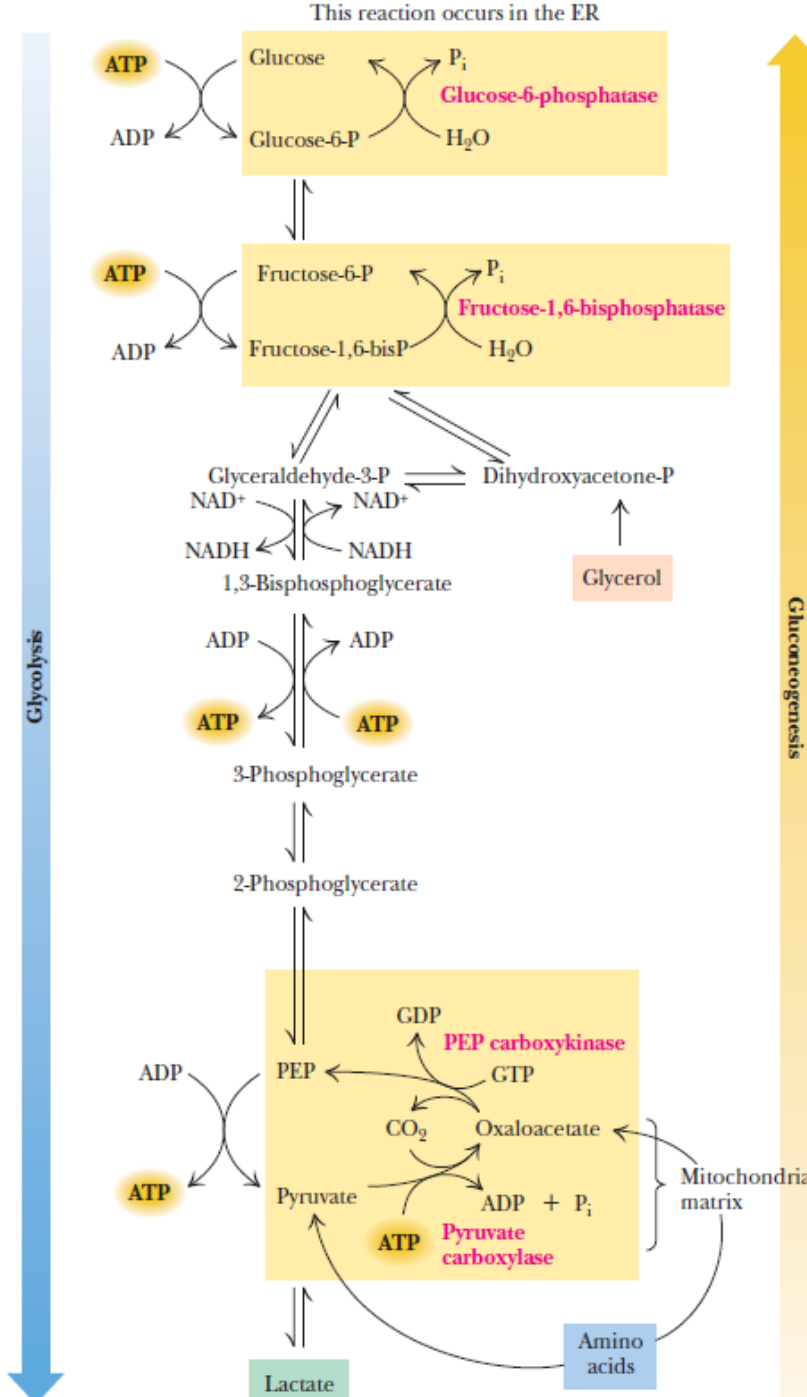 This reaction occurs in the ER
ATP
Glucose
Pᵢ
Glucose-6-phosphatase
ADP
Glucose-6-P
H₂O
ATP
Fructose-6-P
Pᵢ
Fructose-1,6-bisphosphatase
ADP
Fructose-1,6-bisP
H₂O
Glyceraldehyde-3-P
Dihydroxyacetone-P
NAD⁺
NAD⁺
NADH
NADH
Glycerol
1,3-Bisphosphoglycerate
ADP
ADP
Glycolysis
Gluconeogenesis
ATP
ATP
3-Phosphoglycerate
2-Phosphoglycerate
GDP
PEP carboxykinase
ADP
PEP
GTP
CO₂
Oxaloacetate
Mitochondria
matrix
ATP
Pyruvate
ADP + Pᵢ
ATP
Pyruvate
carboxylase
Amino
acids
Lactate